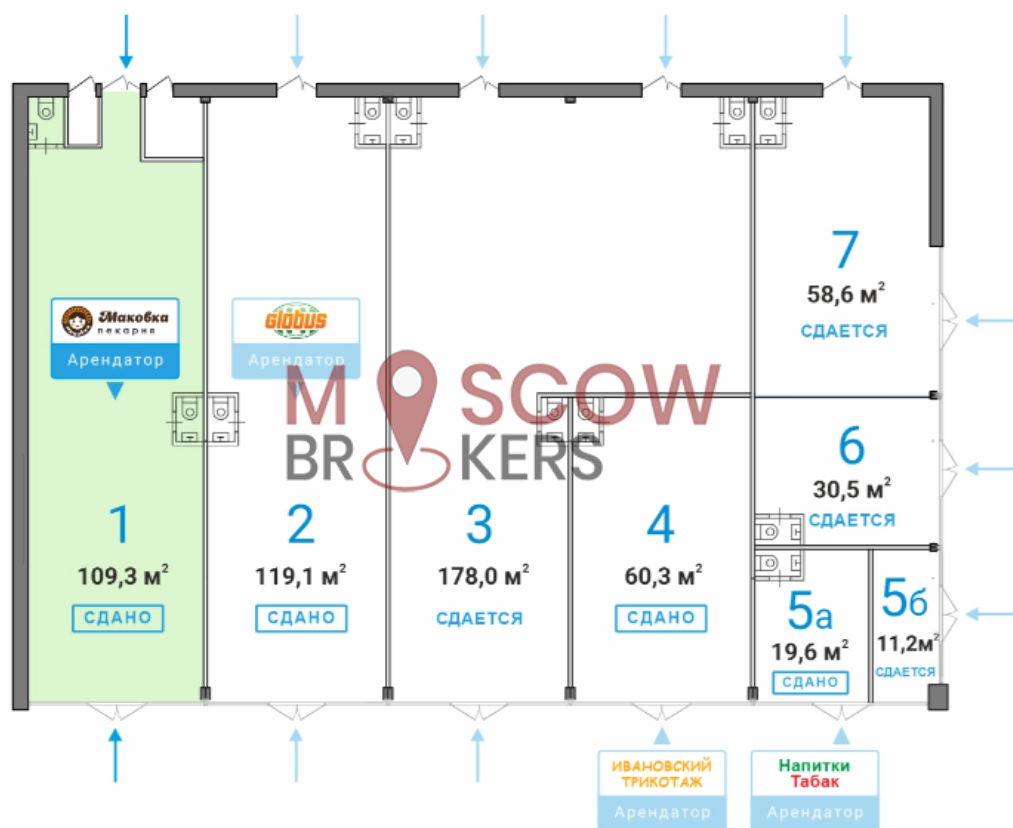 Маковка
пекарня
Арендатор
GLOBUS
Арендатор
MOSCOW
BROKERS
1
109,3 м²
СДАНО
2
119,1 м²
СДАНО
3
178,0 м²
СДАЕТСЯ
4
60,3 м²
СДАНО
7
58,6 м²
СДАЕТСЯ
6
30,5 м²
СДАЕТСЯ
5а
19,6 м²
СДАНО
5б
11,2м²
СДАЕТСЯ
ИВАНОВСКИЙ
ТРИКОТАЖ
Арендатор
Напитки
Табак
Арендатор